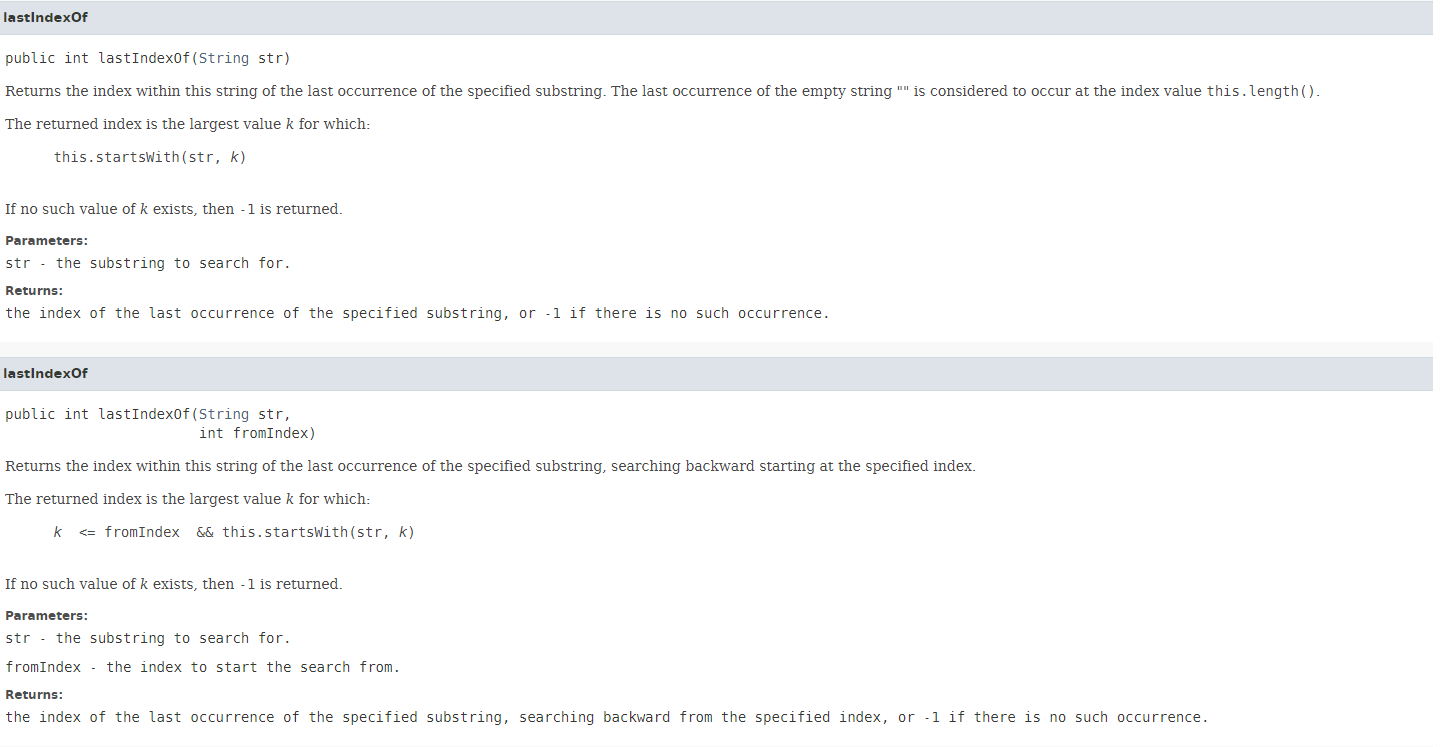 lastIndexOf
public int lastIndexOf(String str)
Returns the index within this string of the last occurrence of the specified substring. The last occurrence of the empty string "" is considered to occur at the index value this.length().
The returned index is the largest value k for which:
this.startsWith(str, k)
If no such value of k exists, then -1 is returned.
Parameters:
str - the substring to search for.
Returns:
the index of the last occurrence of the specified substring, or -1 if there is no such occurrence.
lastIndexOf
public int lastIndexOf(String str,
int fromIndex)
Returns the index within this string of the last occurrence of the specified substring, searching backward starting at the specified index.
The returned index is the largest value k for which:
k  <= fromIndex  && this.startsWith(str, k)
If no such value of k exists, then -1 is returned.
Parameters:
str - the substring to search for.
fromIndex - the index to start the search from.
Returns:
the index of the last occurrence of the specified substring, searching backward from the specified index, or -1 if there is no such occurrence.